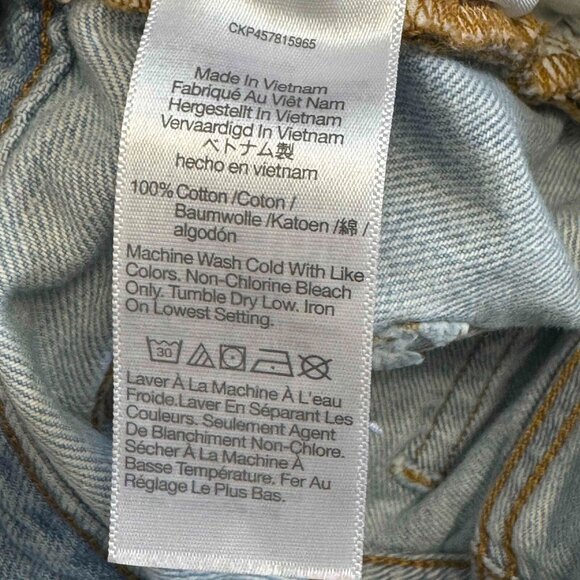 CKP457815965
Made In Vietnam
Fabriqué Au Viêt Nam
Hergestellt In Vietnam
Vervaardigd In Vietnam
ベトナム製
hecho en vietnam
100% Cotton /Coton /
Baumwolle /Katoen /綿 /
algodón
Machine Wash Cold With Like
Colors. Non-Chlorine Bleach
Only. Tumble Dry Low. Iron
On Lowest Setting.
30
Laver À La Machine À L'eau
Froide.Laver En Séparant Les
Couleurs. Seulement Agent
De Blanchiment Non-Chlore.
Sécher À La Machine À
Basse Température. Fer Au
Réglage Le Plus Bas.